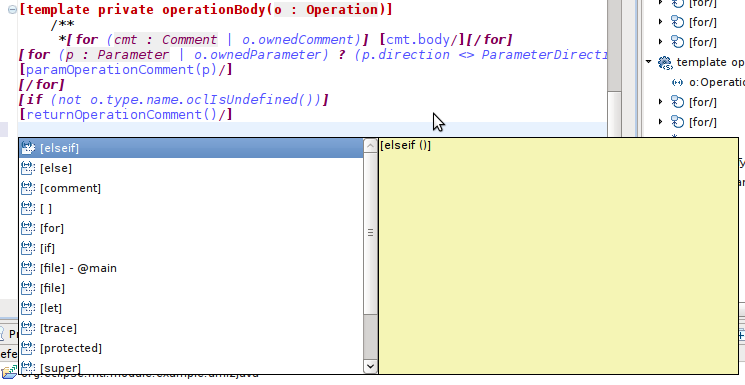 [template private operationBody(o : Operation)]
/**
*[for (cmt : Comment | o.ownedComment)] [cmt.body/][/for]
[for (p : Parameter | o.ownedParameter) ? (p.direction <> ParameterDirecti
[paramOperationComment(p)/]
[/for]
[if (not o.type.name.oclIsUndefined())]
[returnOperationComment()/]
[elseif]
[else]
[comment]
[ ]
[for]
[if]
[file] - @main
[file]
[let]
[trace]
[protected]
[super]
[elseif ()]
[for/]
[for/]
[for/]
template op
o:Operatio
[for/]
[for/]